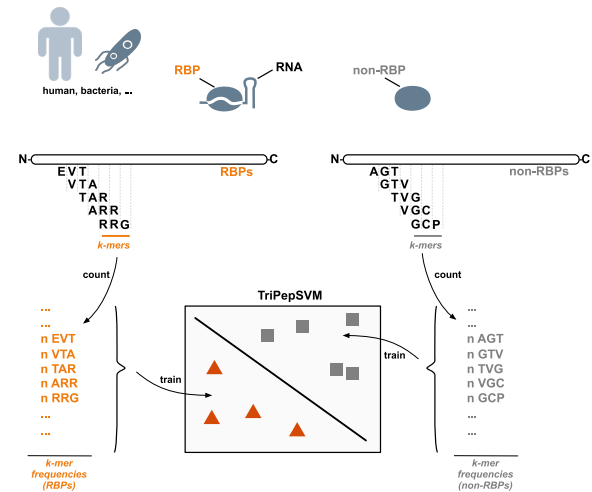 RBP
RNA
non-RBP
human, bacteria, ...
N-
-C
RBPs
EVT
VTA
TAR
ARR
RRG
k-mers
N-
-C
non-RBPs
AGT
GTV
TVG
VGC
GCP
k-mers
count
count
TriPepSVM
...
...
n EVT
n VTA
n TAR
n ARR
n RRG
...
...
train
train
...
...
n AGT
n GTV
n TVG
n VGC
n GCP
...
...
k-mer
frequencies
(RBPs)
k-mer
frequencies
(non-RBPs)